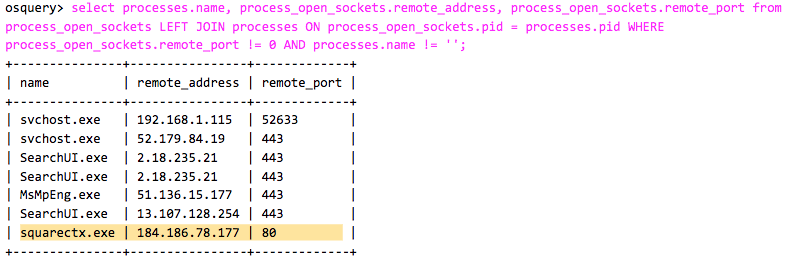 osquery> select processes.name, process_open_sockets.remote_address, process_open_sockets.remote_port from
process_open_sockets LEFT JOIN processes ON process_open_sockets.pid = processes.pid WHERE
process_open_sockets.remote_port != 0 AND processes.name != '';
+--------------+----------------+-------------+
| name         | remote_address | remote_port |
+--------------+----------------+-------------+
| svchost.exe  | 192.168.1.115  | 52633       |
| svchost.exe  | 52.179.84.19   | 443         |
| SearchUI.exe | 2.18.235.21    | 443         |
| SearchUI.exe | 2.18.235.21    | 443         |
| MsMpEng.exe  | 51.136.15.177  | 443         |
| SearchUI.exe | 13.107.128.254 | 443         |
| squarectx.exe | 184.186.78.177 | 80         |
+--------------+----------------+-------------+